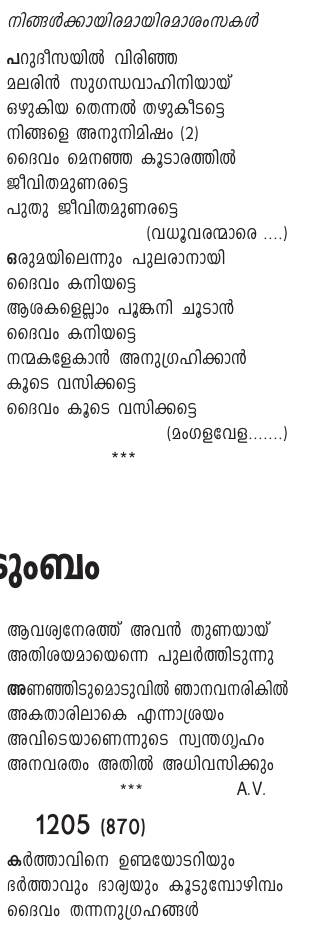 നിങ്ങൾക്കായിരമായിരമാശംസകൾ
പറുദീസയിൽ വിരിഞ്ഞ
മലരിൻ സുഗന്ധവാഹിനിയായ്
ഒഴുകിയ തെന്നൽ തഴുകീടട്ടെ
നിങ്ങളെ അനുനിമിഷം (2)
ദൈവം മെനഞ്ഞ കൂടാരത്തിൽ
ജീവിതമുണരട്ടെ
പുതു ജീവിതമുണരട്ടെ
(വധൂവരന്മാരെ ....)
ഒരുമയിലെന്നും പുലരാനായി
ദൈവം കനിയട്ടെ
ആശകളെല്ലാം പൂങ്കനി ചൂടാൻ
ദൈവം കനിയട്ടെ
നന്മകളേകാൻ അനുഗ്രഹിക്കാൻ
കൂടെ വസിക്കട്ടെ
ദൈവം കൂടെ വസിക്കട്ടെ
(മംഗളവേള.......)
***
ടുംബം
ആവശ്യനേരത്ത് അവൻ തുണയായ്
അതിശയമായെന്നെ പുലർത്തിടുന്നു
അണഞ്ഞിടുമൊടുവിൽ ഞാനവനരികിൽ
അകതാരിലാകെ എന്നാശ്രയം
അവിടെയാണെന്നുടെ സ്വന്തഗൃഹം
അനവരതം അതിൽ അധിവസിക്കും
*** A.V.
1205 (870)
കർത്താവിനെ ഉണ്മയോടറിയും
ഭർത്താവും ഭാര്യയും കൂടുമ്പോഴിമ്പം
ദൈവം തന്നനുഗ്രഹങ്ങൾ